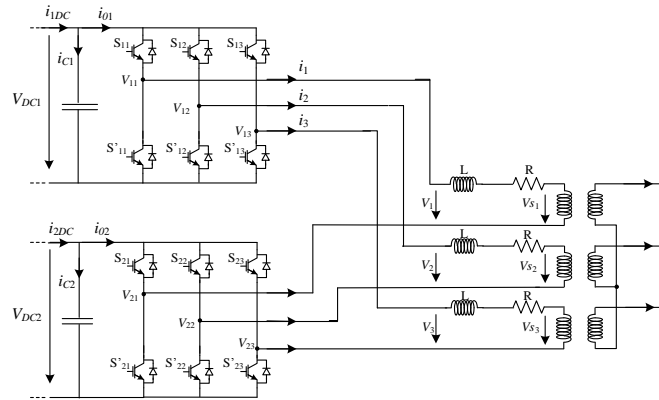 i1DC i01
S11 S12 S13
iC1 i1
V11
i2
VDC1 V12
i3
V13
S'11 S'12 S'13
L R
V1 Vs1
i2DC i02
L R
S21 S22 S23
iC2 V2 Vs2
V21
VDC2 V22
L R
V23
V3 Vs3
S'21 S'22 S'23